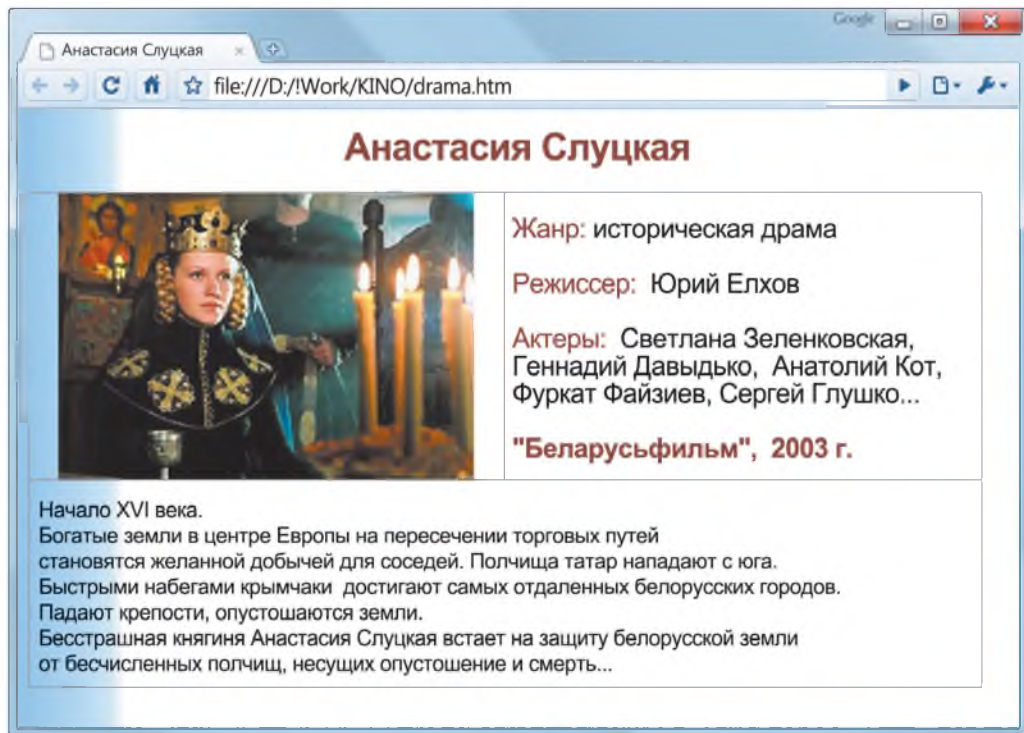 Google
Анастасия Слуцкая
file:///D:/!Work/KINO/drama.htm
Анастасия Слуцкая
Жанр: историческая драма
Режиссер: Юрий Елхов
Актеры: Светлана Зеленковская,
Геннадий Давыдько, Анатолий Кот,
Фуркат Файзиев, Сергей Глушко...
"Беларусьфильм", 2003 г.
Начало XVI века.
Богатые земли в центре Европы на пересечении торговых путей
становятся желанной добычей для соседей. Полчища татар нападают с юга.
Быстрыми набегами крымчаки достигают самых отдаленных белорусских городов.
Падают крепости, опустошаются земли.
Бесстрашная княгиня Анастасия Слуцкая встает на защиту белорусской земли
от бесчисленных полчищ, несущих опустошение и смерть...